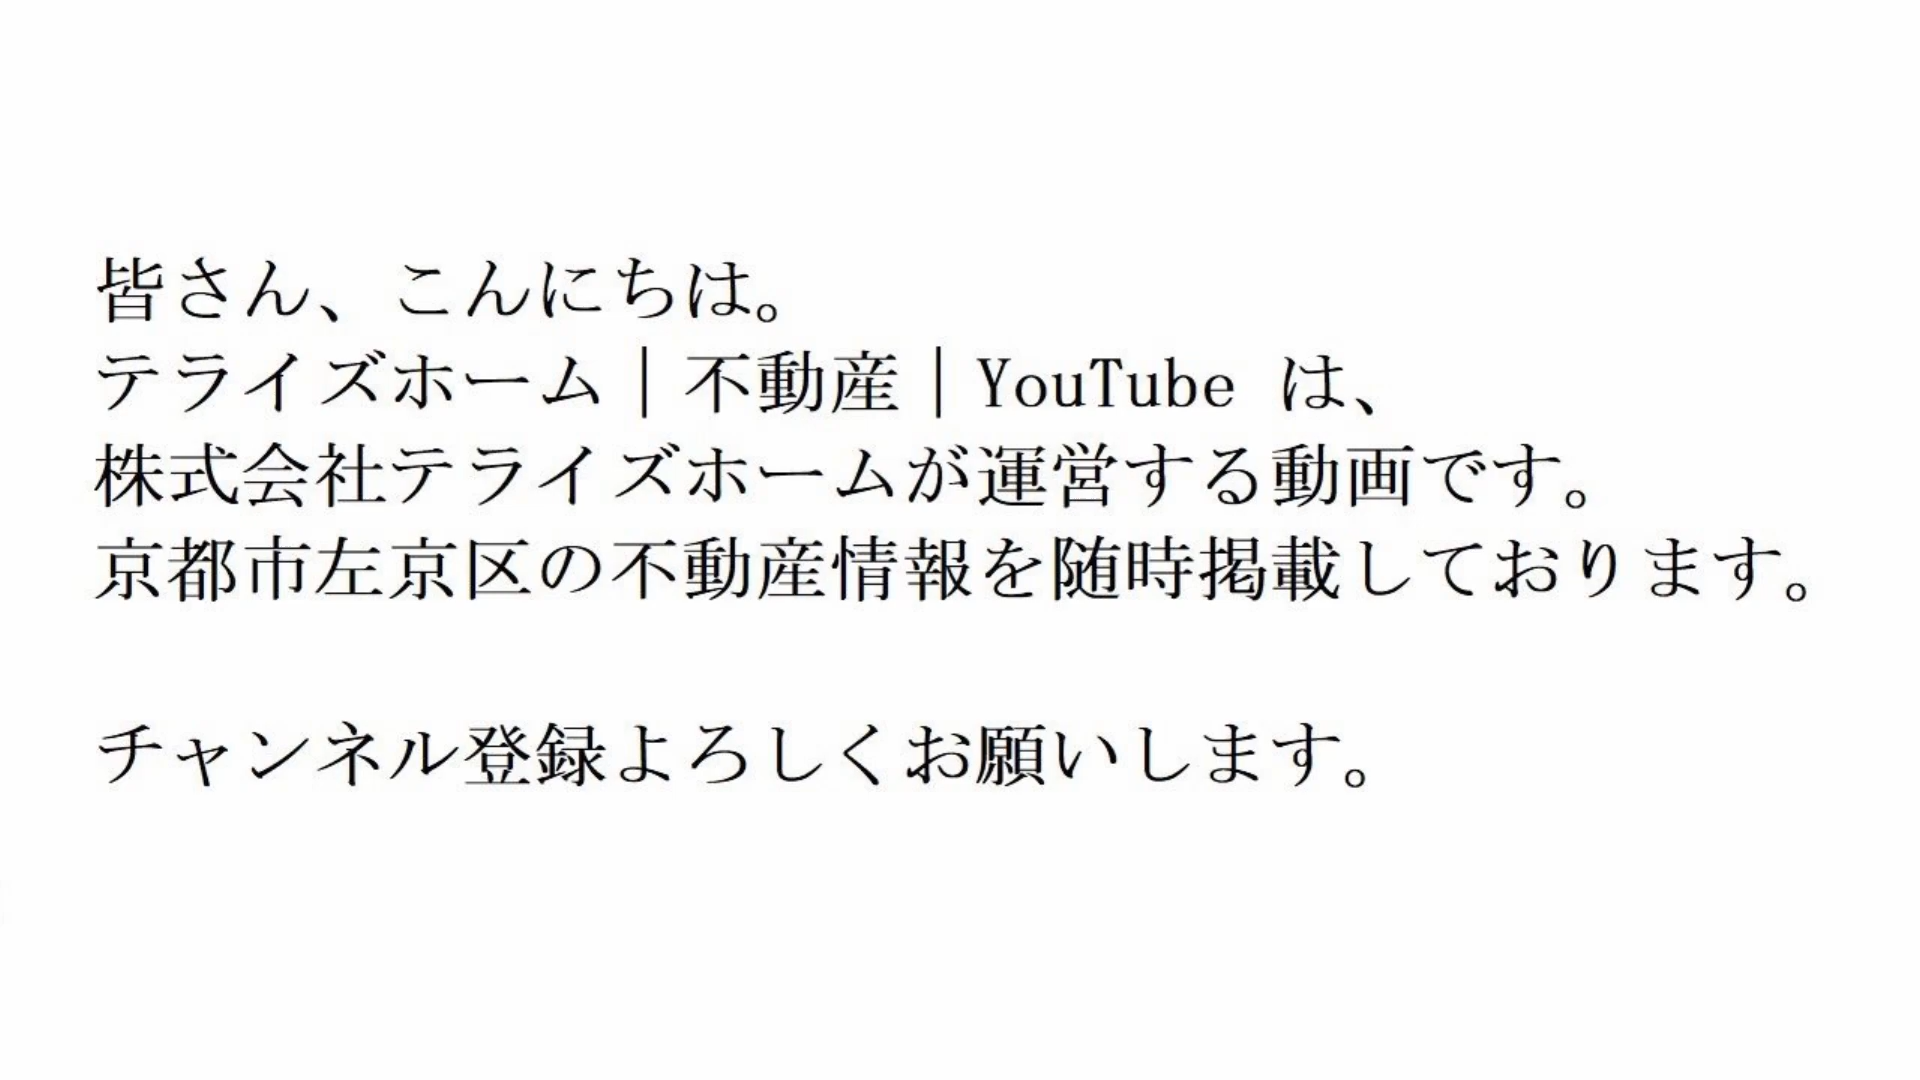 皆さん、こんにちは。
テライズホーム｜不動産｜YouTube は、
株式会社テライズホームが運営する動画です。
京都市左京区の不動産情報を随時掲載しております。
チャンネル登録よろしくお願いします。